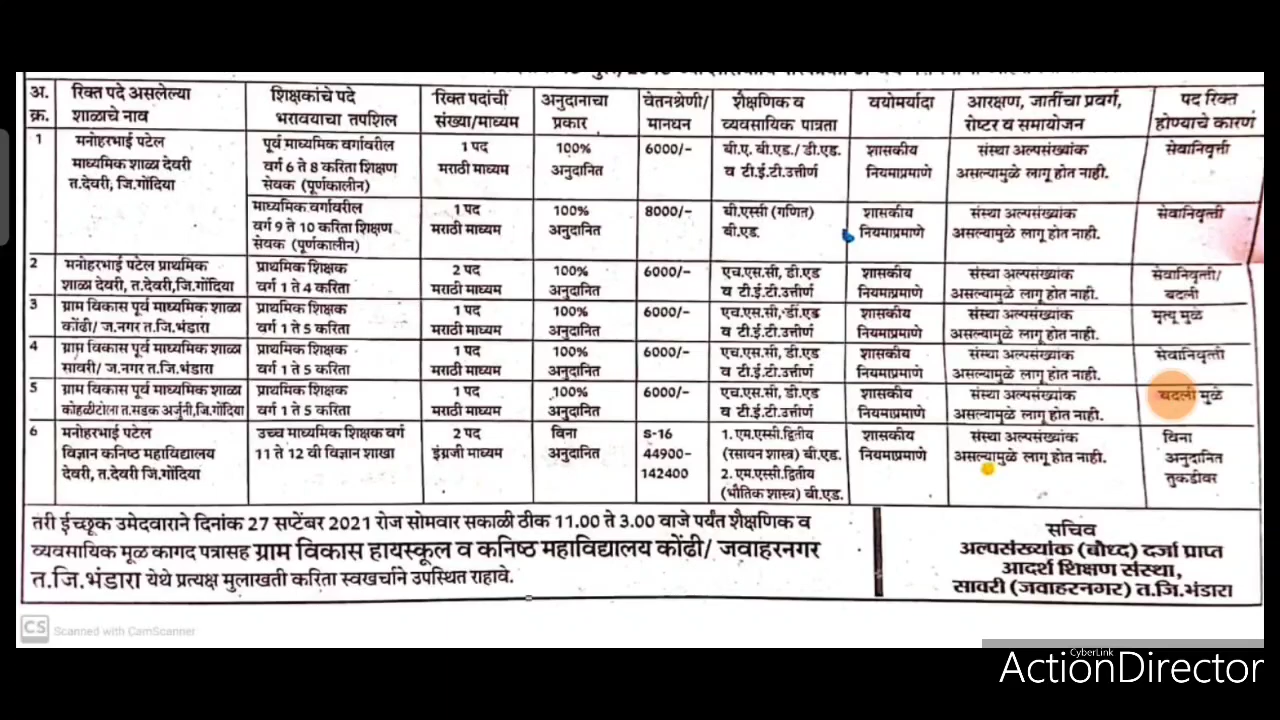 अ. क्र. रिक्त पदे असलेल्या शाळाचे नाव शिक्षकांचे पदे भरावयाचा तपशिल रिक्त पदांची संख्या/माध्यम अनुदानाचा प्रकार वेतनश्रेणी/ मानधन शैक्षणिक व व्यवसायिक पात्रता वयोमर्यादा आरक्षण, जातींचा प्रवर्ग, रोष्टर व समायोजन पद रिक्त होण्याचे कारणं
1 मनोहरभाई पटेल पूर्व माध्यमिक वर्गावरील 1 पद 100% 6000/- बी.ए. बी.एड./ डी.एड. शासकीय संस्था अल्पसंख्यांक सेवानिवृत्ती
माध्यमिक शाळ देवरी वर्ग 6 ते 8 करिता शिक्षण मराठी माध्यम अनुदानित व टी.ई.टी.उत्तीर्ण नियमाप्रमाणे असल्यामुळे लागू होत नाही.
त.देवरी, जि.गोंदिया सेवक (पूर्णकालीन)
माध्यमिक वर्गावरील 1 पद 100% 8000/- बी.एस्सी (गणित) शासकीय संस्था अल्पसंख्यांक सेवानिवृत्ती
वर्ग 9 ते 10 करिता शिक्षण मराठी माध्यम अनुदानित बी.एड. नियमाप्रमाणे असल्यामुळे लागू होत नाही.
सेवक (पूर्णकालीन)
2 मनोहरभाई पटेल प्राथमिक प्राथमिक शिक्षक 2 पद 100% 6000/- एच.एस.सी, डी.एड शासकीय संस्था अल्पसंख्यांक सेवानिवृत्ती/
शाळा देवरी, त.देवरी,जि.गोंदिया वर्ग 1 ते 4 करिता मराठी माध्यम अनुदानित व टी.ई.टी.उत्तीर्ण नियमाप्रमाणे असल्यामुळे लागू होत नाही. बदली
3 ग्राम विकास पूर्व माध्यमिक शाळा प्राथमिक शिक्षक 1 पद 100% 6000/- एच.एस.सी, डी.एड शासकीय संस्था अल्पसंख्यांक मृत्यू मुळे
कोंढी/ ज.नगर त.जि.भंडारा वर्ग 1 ते 5 करिता मराठी माध्यम अनुदानित व टी.ई.टी.उत्तीर्ण नियमाप्रमाणे असल्यामुळे लागू होत नाही.
4 ग्राम विकास पूर्व माध्यमिक शाळा प्राथमिक शिक्षक 1 पद 100% 6000/- एच.एस.सी, डी.एड शासकीय संस्था अल्पसंख्यांक सेवानिवृत्ती
सावरी/ ज.नगर त.जि.भंडारा वर्ग 1 ते 5 करिता मराठी माध्यम अनुदानित व टी.ई.टी.उत्तीर्ण नियमाप्रमाणे असल्यामुळे लागू होत नाही.
5 ग्राम विकास पूर्व माध्यमिक शाळा प्राथमिक शिक्षक 1 पद 100% 6000/- एच.एस.सी, डी.एड शासकीय संस्था अल्पसंख्यांक बदली मुळे
कोहळीटोला त.सडक अर्जुनी,जि.गोंदिया वर्ग 1 ते 5 करिता मराठी माध्यम अनुदानित व टी.ई.टी.उत्तीर्ण नियमाप्रमाणे असल्यामुळे लागू होत नाही.
6 मनोहरभाई पटेल उच्च माध्यमिक शिक्षक वर्ग 2 पद विना S-16 1. एम.एस्सी.द्वितीय शासकीय संस्था अल्पसंख्यांक विना
विज्ञान कनिष्ठ महाविद्यालय 11 ते 12 वी विज्ञान शाखा इंग्रजी माध्यम अनुदानित 44900- (रसायन शास्त्र) बी.एड. नियमाप्रमाणे असल्यामुळे लागू होत नाही. अनुदानित
देवरी, त.देवरी जि.गोंदिया 142400 2. एम.एस्सी.द्वितीय तुकडीवर
(भौतिक शास्त्र) बी.एड.
तरी ईच्छूक उमेदवाराने दिनांक 27 सप्टेंबर 2021 रोज सोमवार सकाळी ठीक 11.00 ते 3.00 वाजे पर्यंत शैक्षणिक व
व्यवसायिक मूळ कागद पत्रासह ग्राम विकास हायस्कूल व कनिष्ठ महाविद्यालय कोंढी/ जवाहरनगर
त.जि.भंडारा येथे प्रत्यक्ष मुलाखती करिता स्वखर्चाने उपस्थित राहावे.
सचिव
अल्पसंख्यांक (बौध्द) दर्जा प्राप्त
आदर्श शिक्षण संस्था,
सावरी (जवाहरनगर) त.जि.भंडारा
CS Scanned with CamScanner
CyberLink
ActionDirector